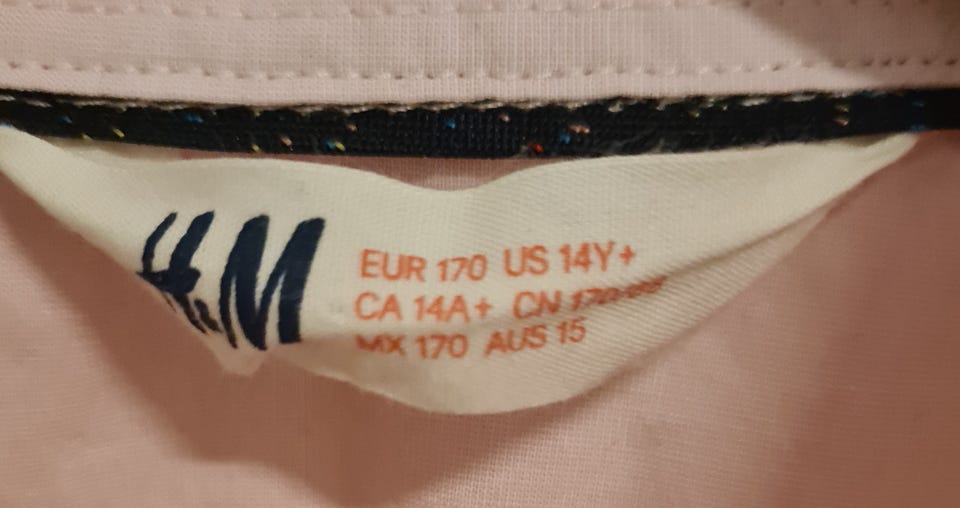 H&M
EUR 170 US 14Y+
CA 14A+ CN
MX 170 AUS 15